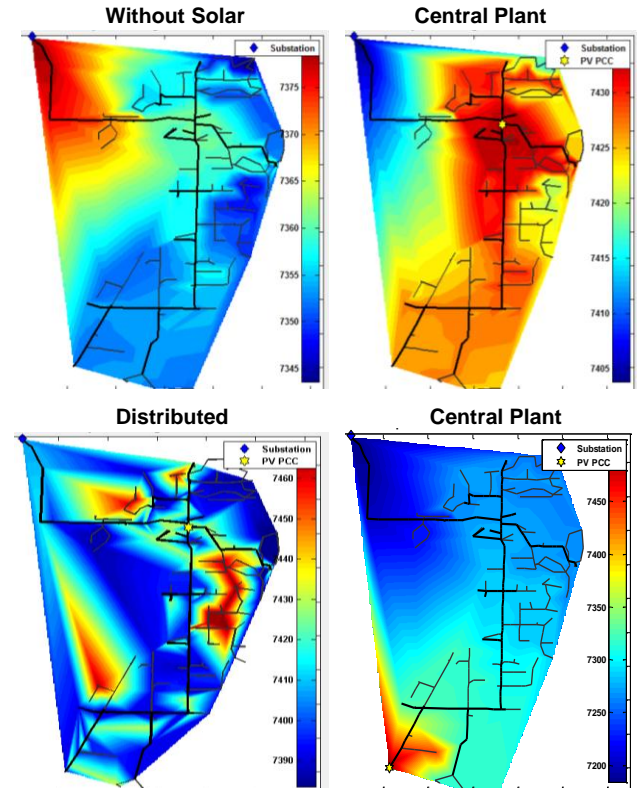 Without Solar
Central Plant
Substation
7375
7370
7365
7360
7355
7350
7345
Substation
PV PCC
7430
7425
7420
7415
7410
7405
Distributed
Central Plant
Substation
PV PCC
7460
7450
7440
7430
7420
7410
7400
7390
Substation
PV PCC
7450
7400
7350
7300
7250
7200